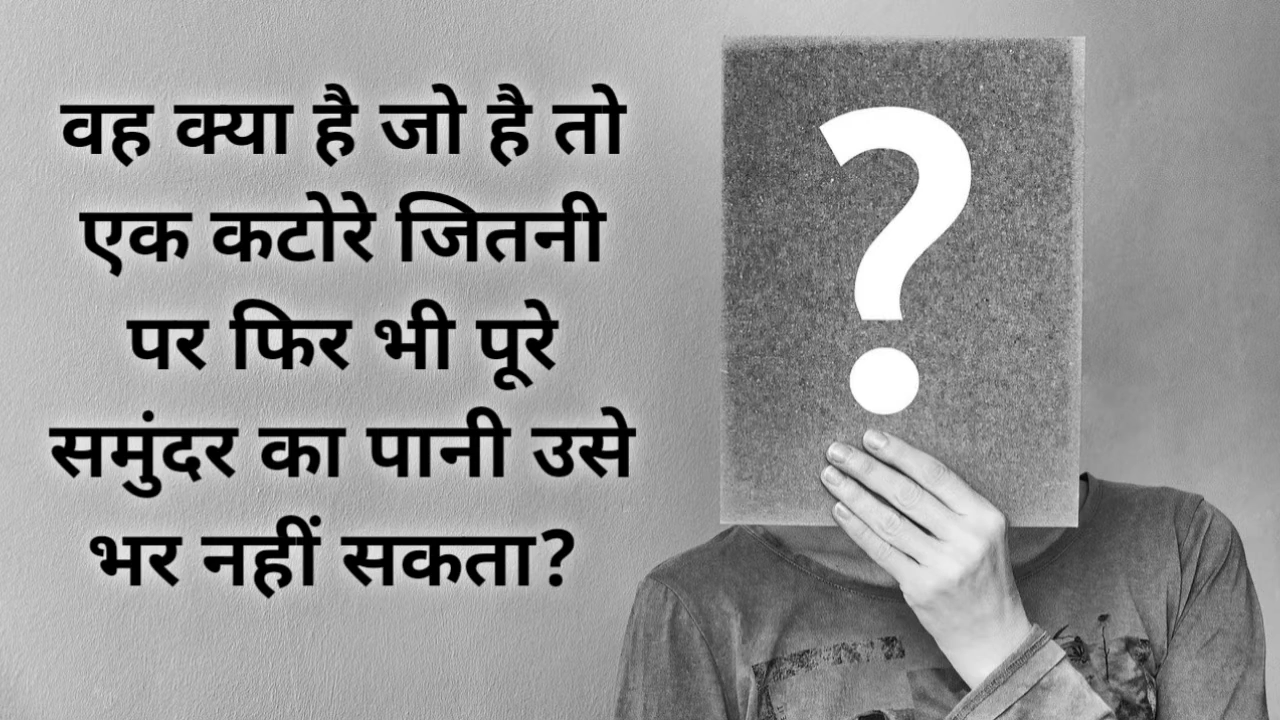 वह क्या है जो है तो
एक कटोरे जितनी
पर फिर भी पूरे
समुंदर का पानी उसे
भर नहीं सकता?
?